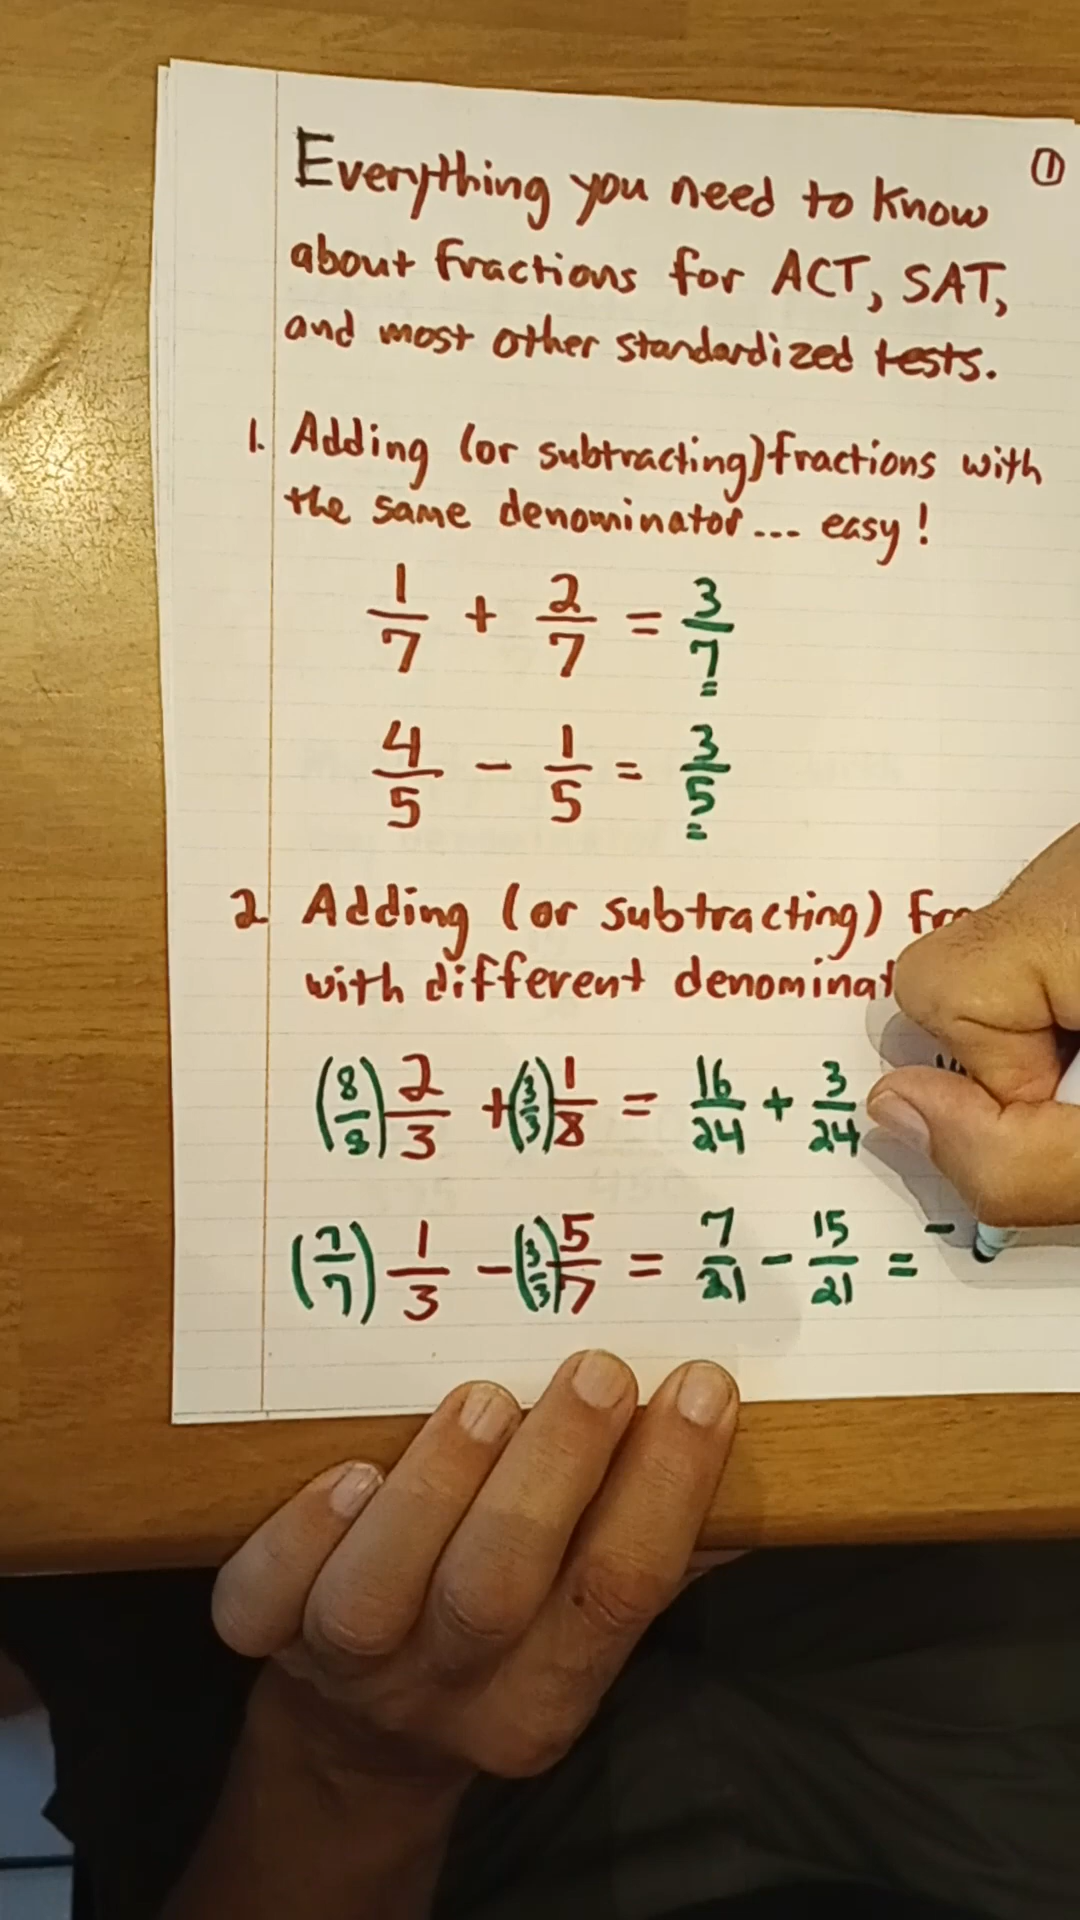 ①
Everything you need to know
about fractions for ACT, SAT,
and most other standardized tests.
1. Adding (or subtracting) fractions with
the same denominator... easy!
1/7 + 2/7 = 3/7
4/5 - 1/5 = 3/5
2 Adding (or subtracting)
with different
(8/8) 2/3 + (3/3) 1/8 = 16/24 + 3/24
(7/7) 1/3 - (3/3) 5/7 = 7/21 - 15/21 = -